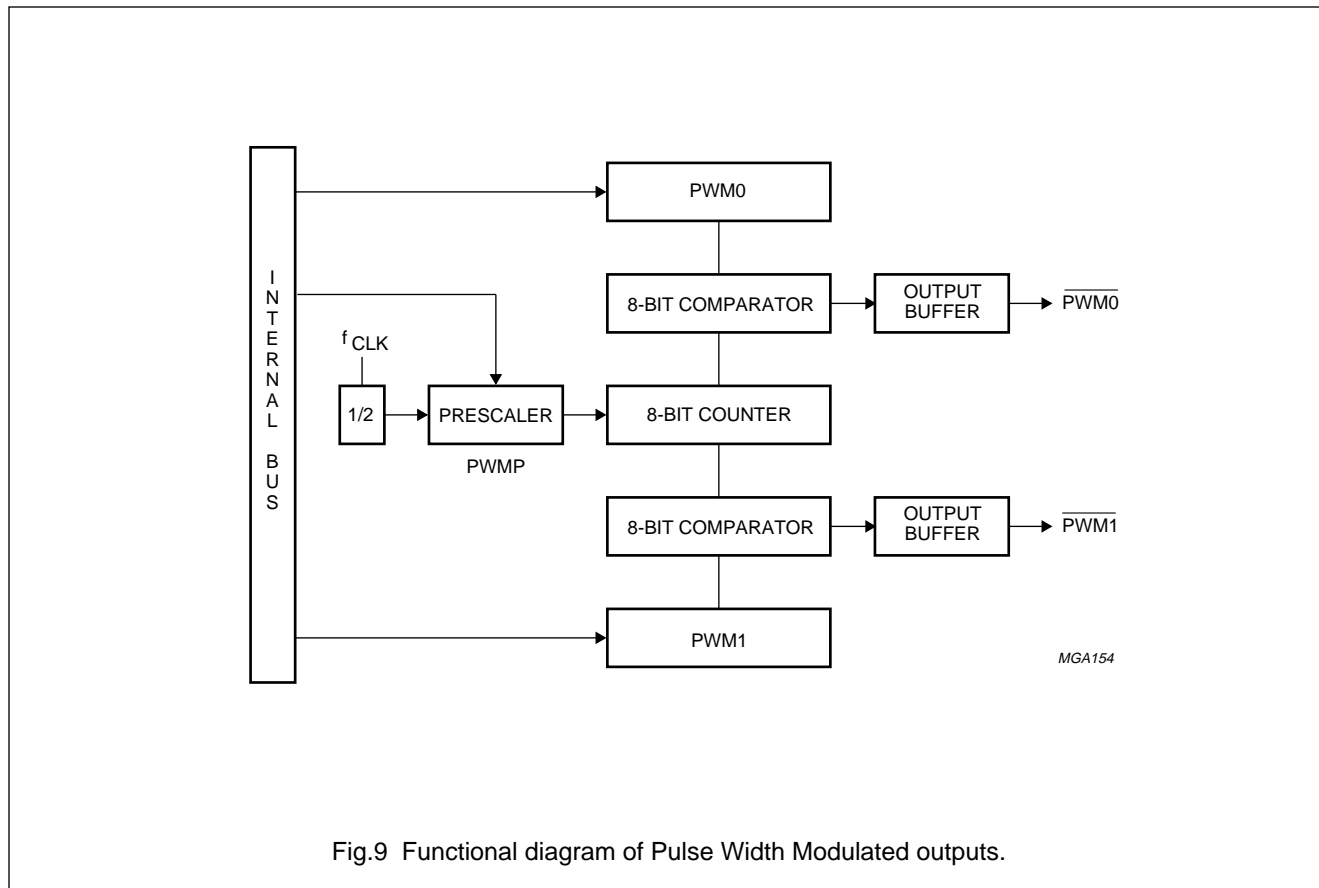 INTERNAL BUS
PWM0
8-BIT COMPARATOR
OUTPUT
BUFFER
PWM0
fCLK
1/2
PRESCALER
8-BIT COUNTER
PWMP
8-BIT COMPARATOR
OUTPUT
BUFFER
PWM1
PWM1
MGA154
Fig.9 Functional diagram of Pulse Width Modulated outputs.